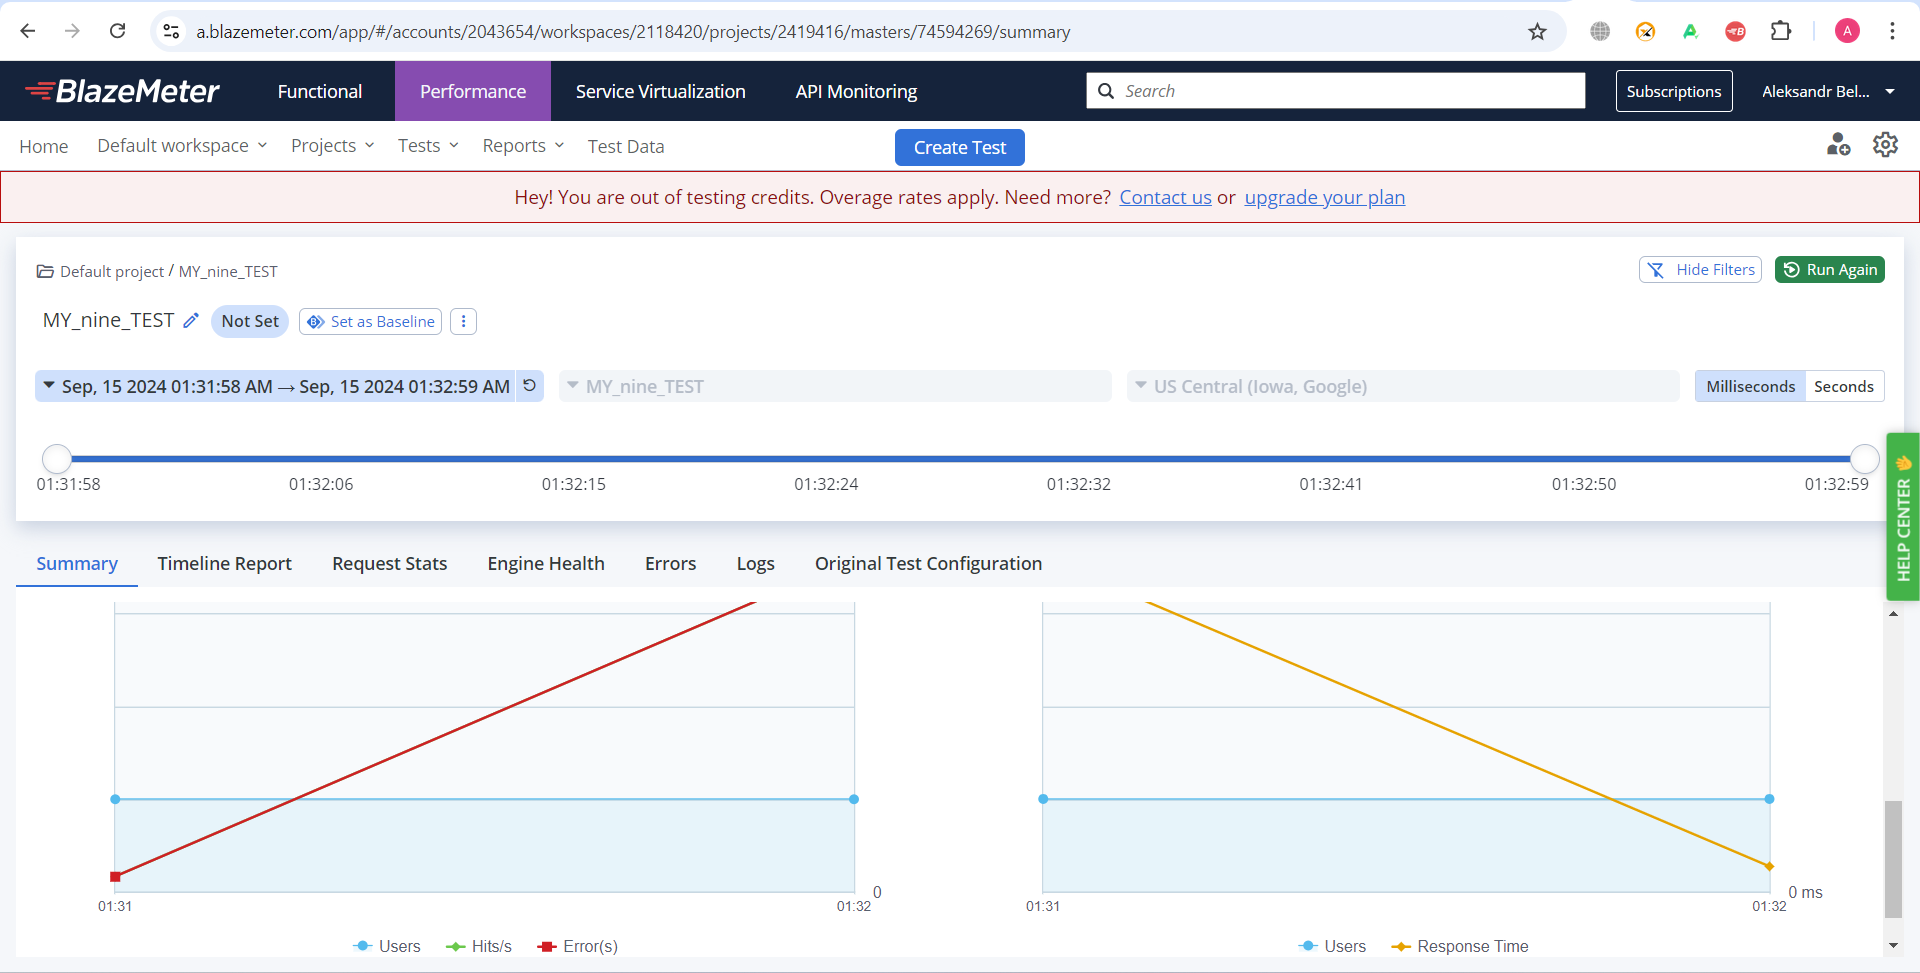 a.blazemeter.com/app/#/accounts/2043654/workspaces/2118420/projects/2419416/masters/74594269/summary
B
A
BlazeMeter
Functional
Performance
Service Virtualization
API Monitoring
Search
Subscriptions
Aleksandr Bel...
Home
Default workspace
Projects
Tests
Reports
Test Data
Create Test
Hey! You are out of testing credits. Overage rates apply. Need more? Contact us or upgrade your plan
Default project / MY_nine_TEST
Hide Filters
Run Again
MY_nine_TEST
Not Set
Set as Baseline
Sep, 15 2024 01:31:58 AM → Sep, 15 2024 01:32:59 AM
MY_nine_TEST
US Central (Iowa, Google)
Milliseconds
Seconds
01:31:58
01:32:06
01:32:15
01:32:24
01:32:32
01:32:41
01:32:50
01:32:59
HELP CENTER
Summary
Timeline Report
Request Stats
Engine Health
Errors
Logs
Original Test Configuration
0
01:31
01:32
Users
Hits/s
Error(s)
0 ms
01:31
01:32
Users
Response Time